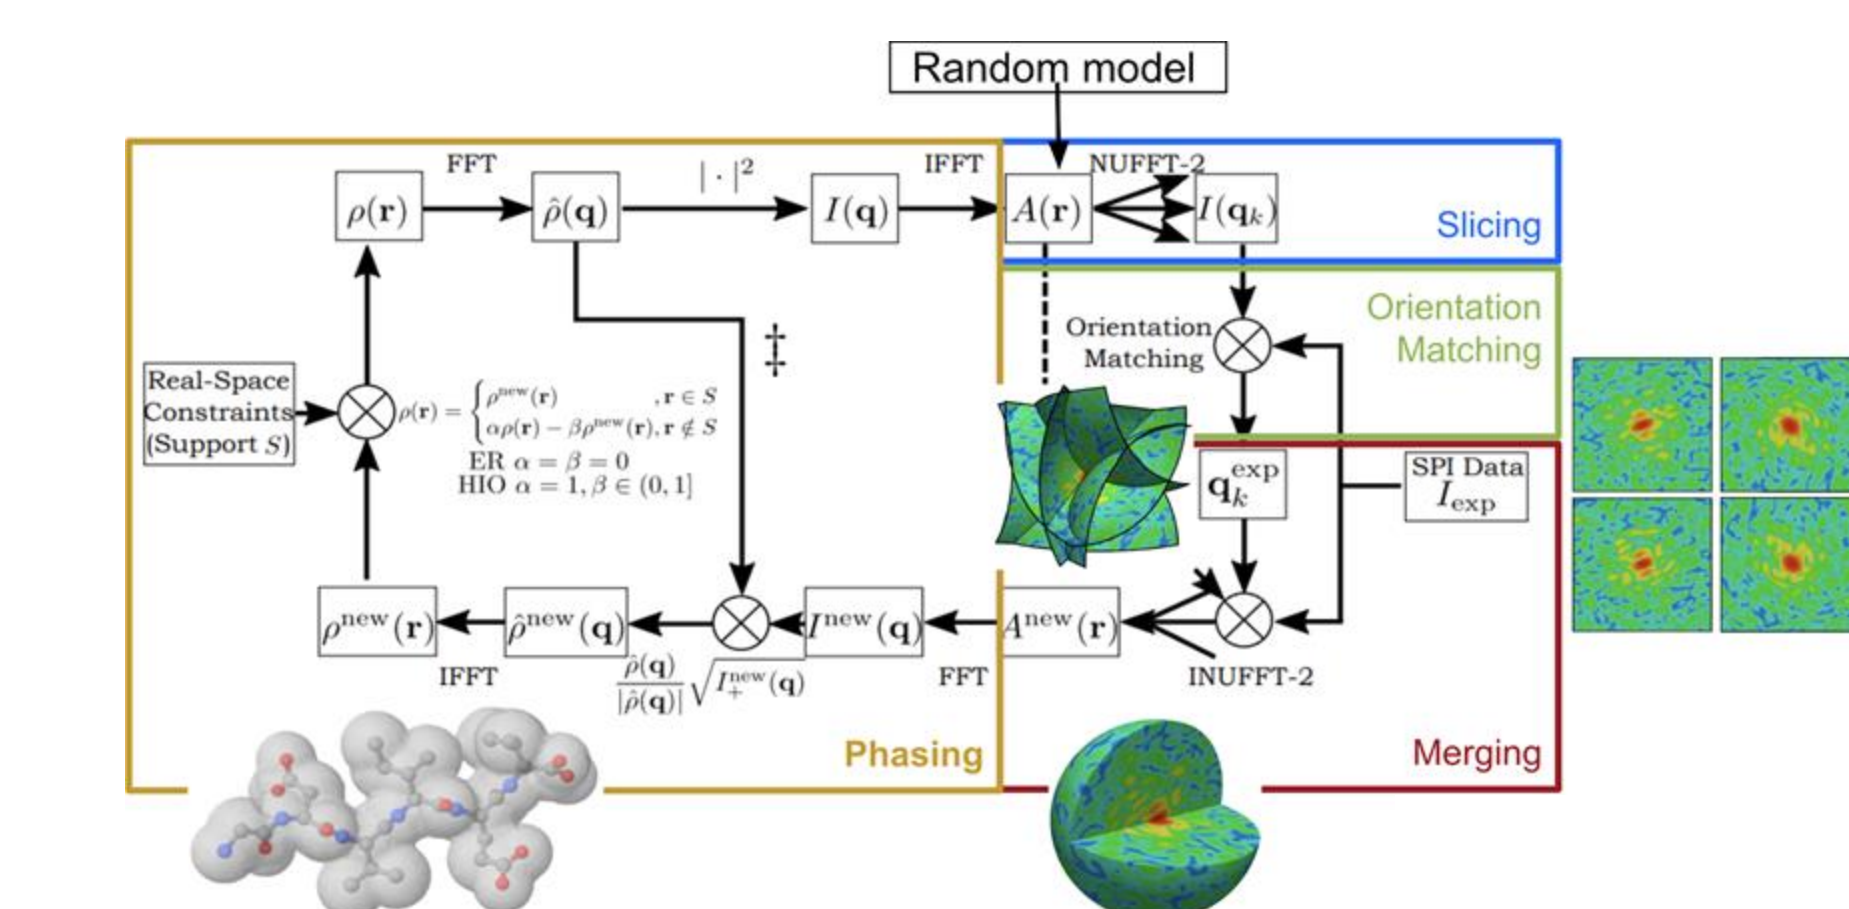 Random model
FFT
| · |²
IFFT
NUFFT-2
ρ(r)
ρ̂(q)
I(q)
A(r)
I(q_k)
Slicing
Orientation
Matching
Orientation
Matching
‡
Real-Space
Constraints
(Support S)
ρ(r) = { ρ^new(r) , r ∈ S
αρ(r) − βρ^new(r), r ∉ S
ER α = β = 0
HIO α = 1, β ∈ (0, 1]
q_k^exp
SPI Data
I_exp
ρ^new(r)
ρ̂^new(q)
I^new(q)
A^new(r)
IFFT
ρ̂(q)/|ρ̂(q)| √I_+^new(q)
FFT
INUFFT-2
Phasing
Merging